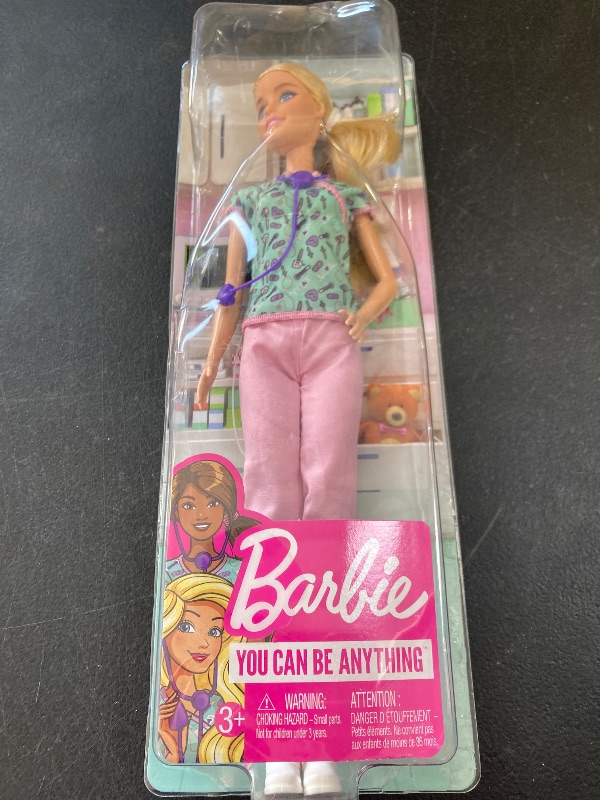 Barbie
YOU CAN BE ANYTHING™
3+
⚠ WARNING:
CHOKING HAZARD – Small parts.
Not for children under 3 years.
ATTENTION :
DANGER D'ÉTOUFFEMENT –
Petits éléments. Ne convient pas
aux enfants de moins de 36 mois.